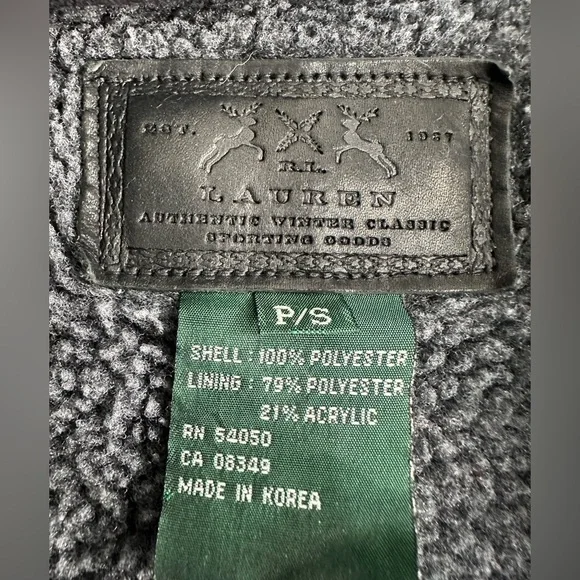 EST. 1967
R.L.
LAUREN
AUTHENTIC WINTER CLASSIC
SPORTING GOODS
P/S
SHELL : 100% POLYESTER
LINING : 79% POLYESTER
21% ACRYLIC
RN 54050
CA 08349
MADE IN KOREA